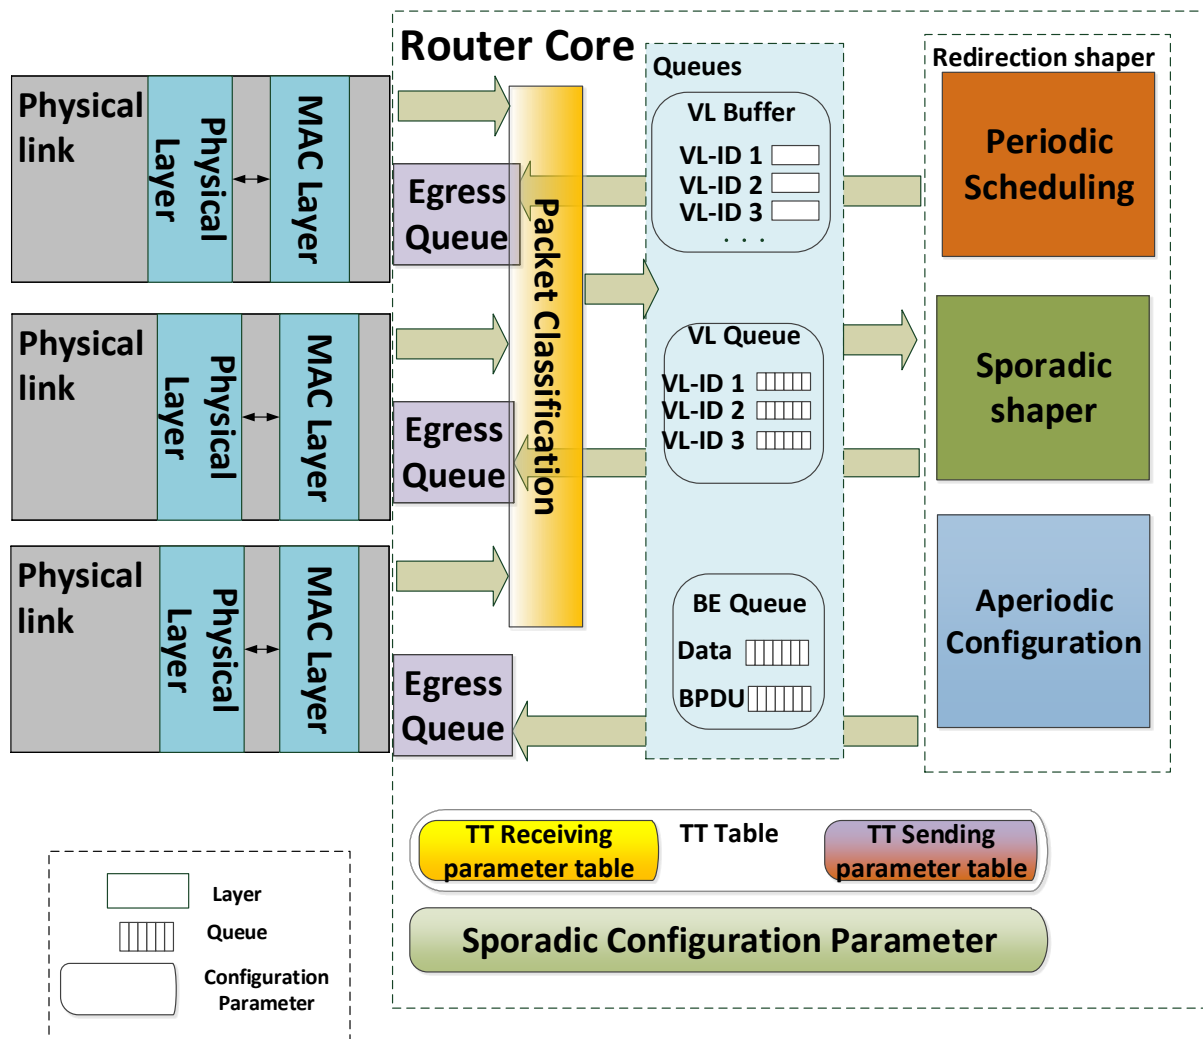 Router Core
Physical
link
Physical
Layer
MAC Layer
Egress
Queue
Physical
link
Physical
Layer
MAC Layer
Egress
Queue
Physical
link
Physical
Layer
MAC Layer
Egress
Queue
Packet Classification
Queues
VL Buffer
VL-ID 1
VL-ID 2
VL-ID 3
. . .
VL Queue
VL-ID 1
VL-ID 2
VL-ID 3
BE Queue
Data
BPDU
Redirection shaper
Periodic
Scheduling
Sporadic
shaper
Aperiodic
Configuration
TT Receiving
parameter table
TT Table
TT Sending
parameter table
Sporadic Configuration Parameter
Layer
Queue
Configuration
Parameter